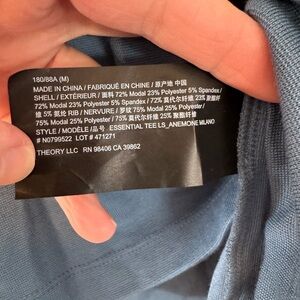 180/88A (M)
MADE IN CHINA / FABRIQUÉ EN CHINE / 原产地 中国
SHELL / EXTÉRIEUR / 面料 72% Modal 23% Polyester 5% Spandex /
72% Modal 23% Polyester 5% Spandex / 72% 莫代尔纤维 23% 聚酯纤
维 5% 氨纶 RIB / NERVURE / 罗纹 75% Modal 25% Polyester /
75% Modal 25% Polyester / 75% 莫代尔纤维 25% 聚酯纤维
STYLE / MODÈLE / 品号 ESSENTIAL TEE LS_ANEMONE MILANO
# N0799522 LOT # 471271
THEORY LLC RN 98406 CA 39862